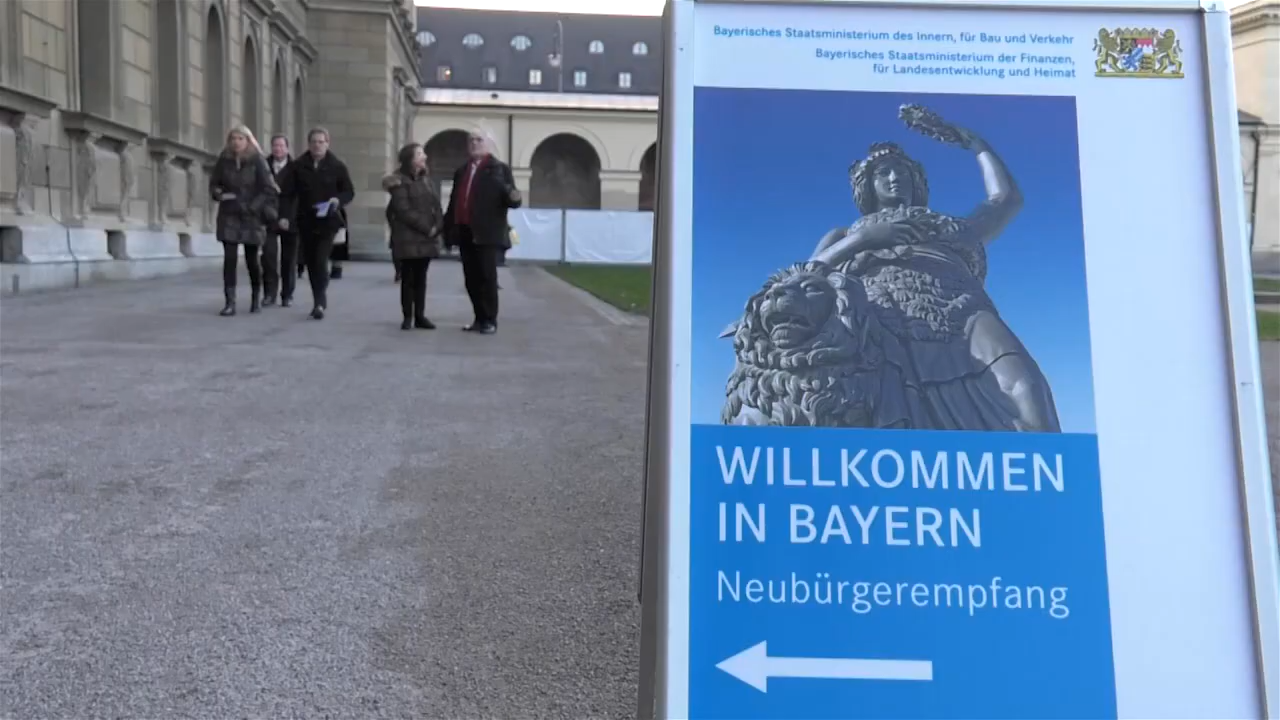 Bayerisches Staatsministerium des Innern, für Bau und Verkehr
Bayerisches Staatsministerium der Finanzen,
für Landesentwicklung und Heimat
WILLKOMMEN
IN BAYERN
Neubürgerempfang